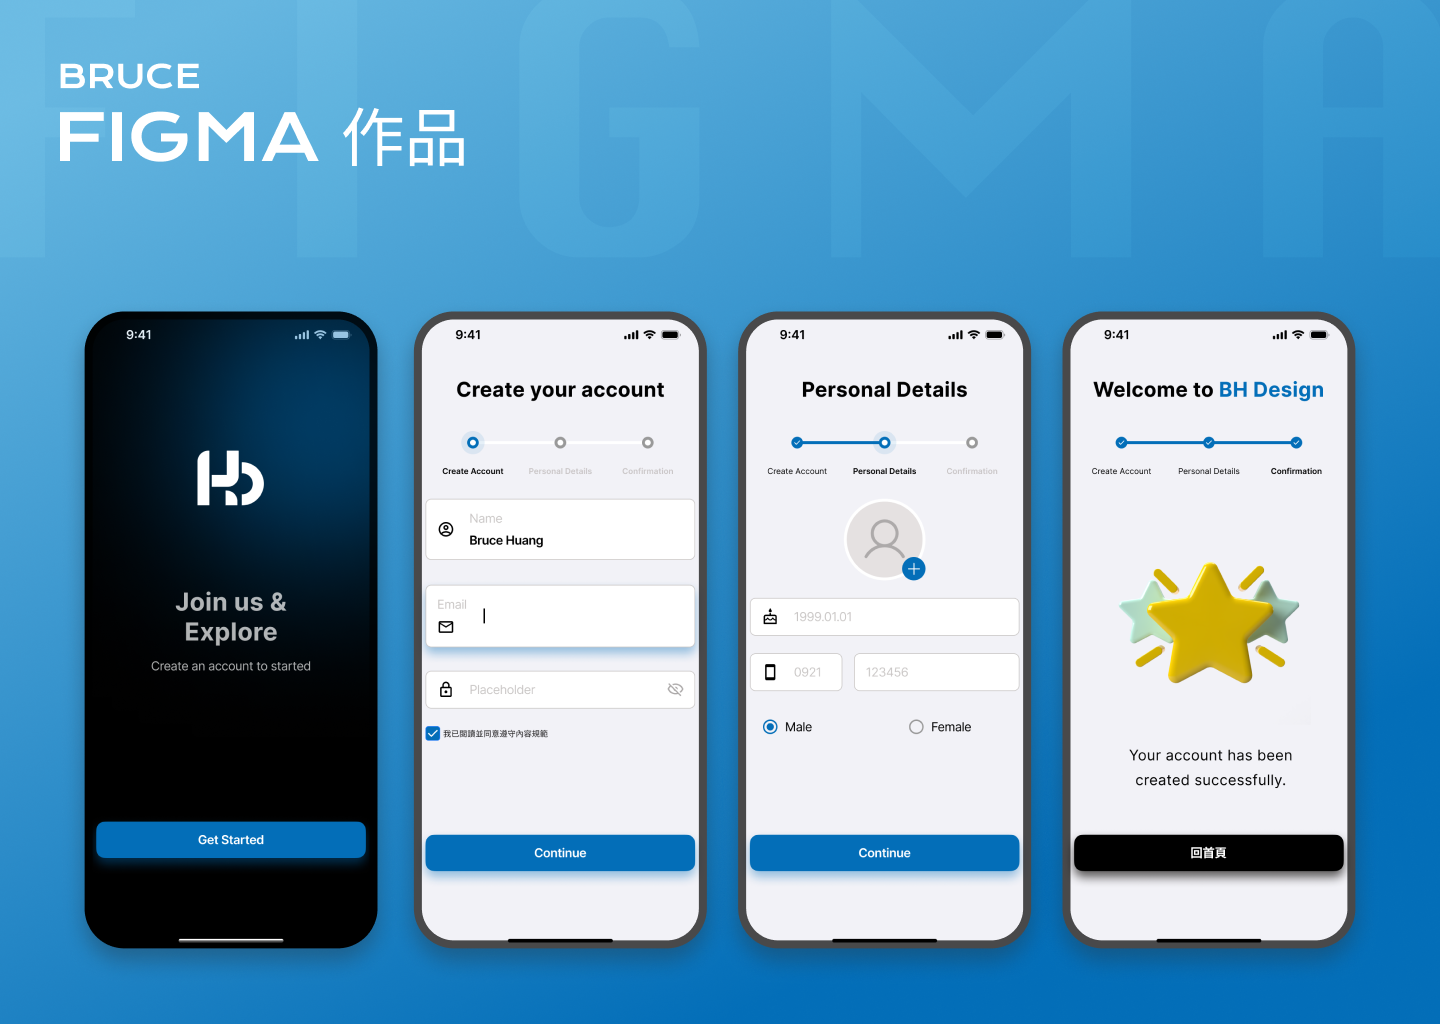 BRUCE
FIGMA 作品
FIGMA
9:41
Join us &
Explore
Create an account to started
Get Started
9:41
Create your account
Create Account
Personal Details
Confirmation
Name
Bruce Huang
Email
Placeholder
我已閱讀並同意遵守內容規範
Continue
9:41
Personal Details
Create Account
Personal Details
Confirmation
1999.01.01
0921
123456
Male
Female
Continue
9:41
Welcome to BH Design
Create Account
Personal Details
Confirmation
Your account has been
created successfully.
回首頁